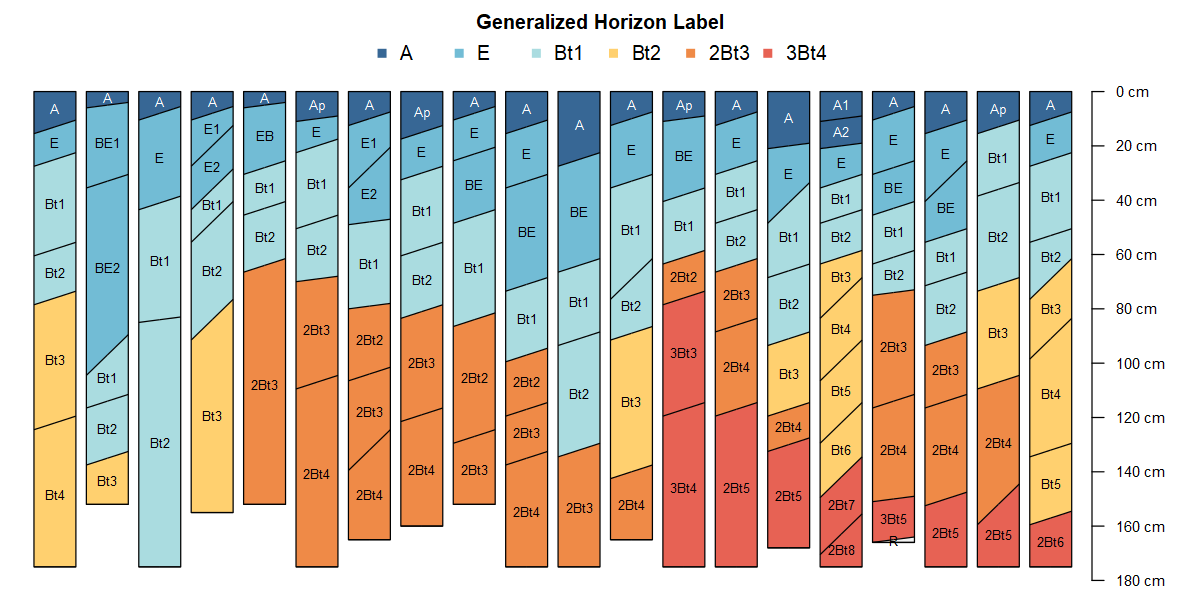 Generalized Horizon Label
A E Bt1 Bt2 2Bt3 3Bt4
A E Bt1 Bt2 Bt3 Bt4
A BE1 BE2 Bt1 Bt2 Bt3
A E Bt1 Bt2
A E1 E2 Bt1 Bt2 Bt3
A EB Bt1 Bt2 2Bt3
Ap E Bt1 Bt2 2Bt3 2Bt4
A E1 E2 Bt1 2Bt2 2Bt3 2Bt4
Ap E Bt1 Bt2 2Bt3 2Bt4
A E BE Bt1 2Bt2 2Bt3
A E BE Bt1 2Bt2 2Bt3 2Bt4
A BE Bt1 Bt2 2Bt3
A E Bt1 Bt2 Bt3 2Bt4
Ap BE Bt1 2Bt2 3Bt3 3Bt4
A E Bt1 Bt2 2Bt3 2Bt4 2Bt5
A E Bt1 Bt2 Bt3 2Bt4 2Bt5
A1 A2 E Bt1 Bt2 Bt3 Bt4 Bt5 Bt6 2Bt7 2Bt8
A E BE Bt1 Bt2 2Bt3 2Bt4 3Bt5 R
A E BE Bt1 Bt2 2Bt3 2Bt4 2Bt5
Ap Bt1 Bt2 Bt3 2Bt4 2Bt5
A E Bt1 Bt2 Bt3 Bt4 Bt5 2Bt6
0 cm
20 cm
40 cm
60 cm
80 cm
100 cm
120 cm
140 cm
160 cm
180 cm